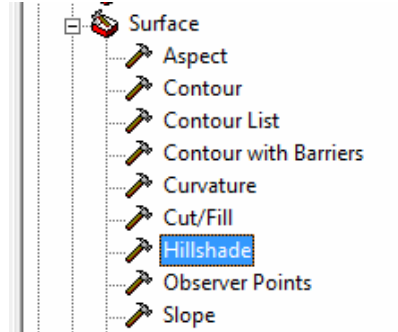 Surface
Aspect
Contour
Contour List
Contour with Barriers
Curvature
Cut/Fill
Hillshade
Observer Points
Slope